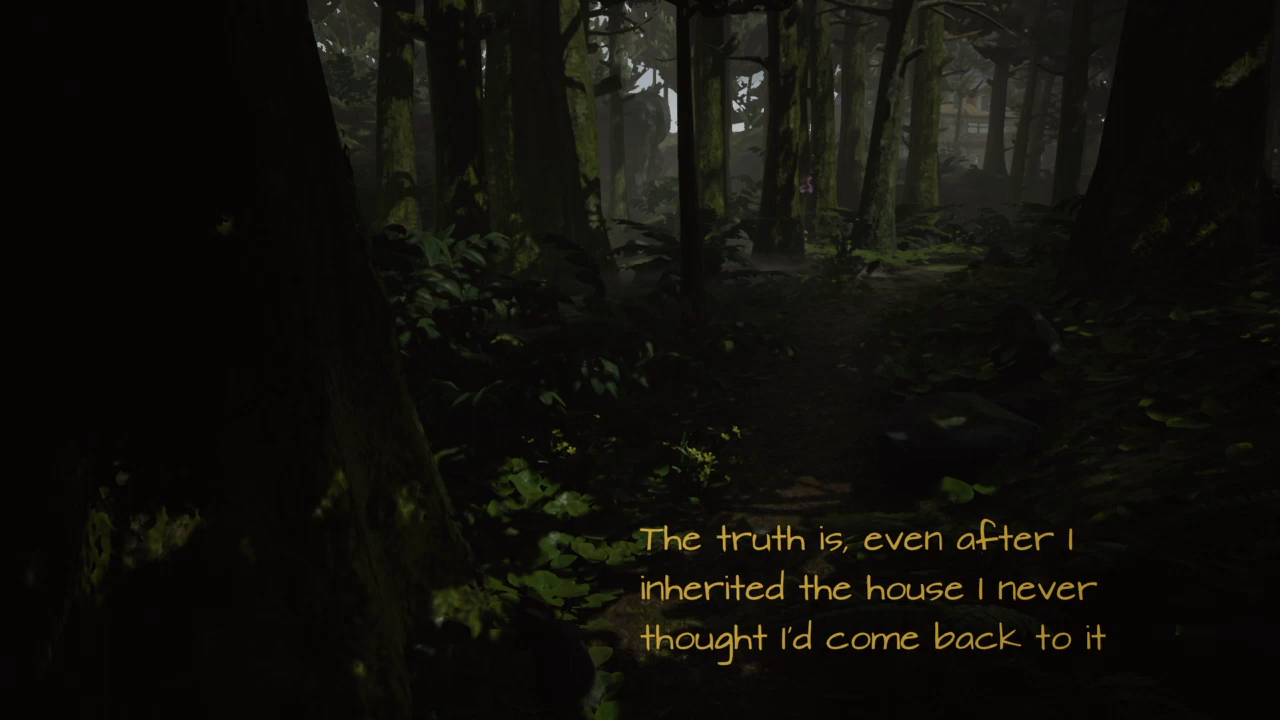 The truth is, even after I
inherited the house I never
thought I'd come back to it